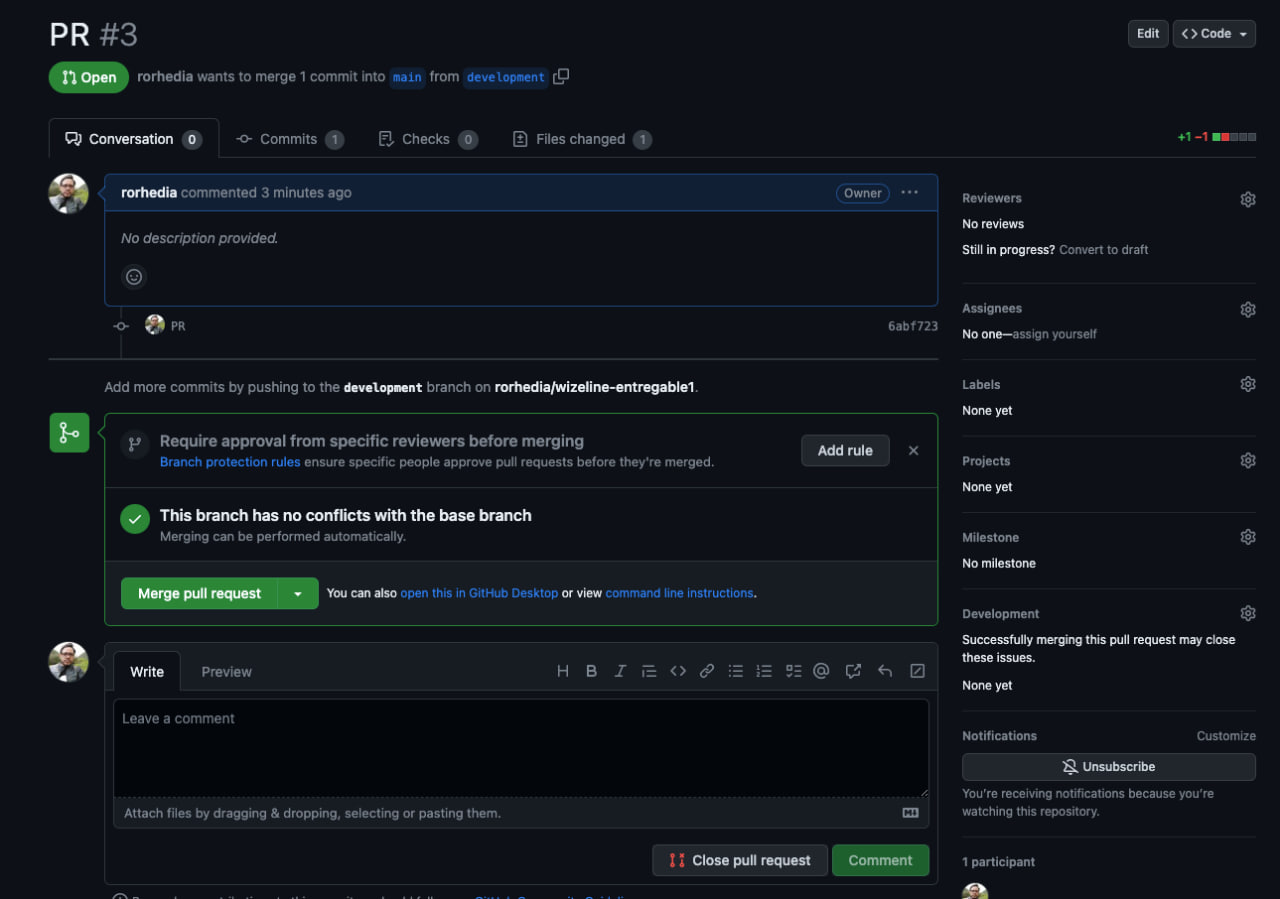 PR #3
Edit
Code
Open
rorhedia wants to merge 1 commit into main from development
Conversation 0
Commits 1
Checks 0
Files changed 1
+1 −1
rorhedia commented 3 minutes ago
Owner
No description provided.
PR
6abf723
Add more commits by pushing to the development branch on rorhedia/wizeline-entregable1.
Require approval from specific reviewers before merging
Branch protection rules ensure specific people approve pull requests before they're merged.
Add rule
This branch has no conflicts with the base branch
Merging can be performed automatically.
Merge pull request
You can also open this in GitHub Desktop or view command line instructions.
Write
Preview
Leave a comment
Attach files by dragging & dropping, selecting or pasting them.
Close pull request
Comment
Reviewers
No reviews
Still in progress? Convert to draft
Assignees
No one—assign yourself
Labels
None yet
Projects
None yet
Milestone
No milestone
Development
Successfully merging this pull request may close
these issues.
None yet
Notifications
Customize
Unsubscribe
You're receiving notifications because you're
watching this repository.
1 participant